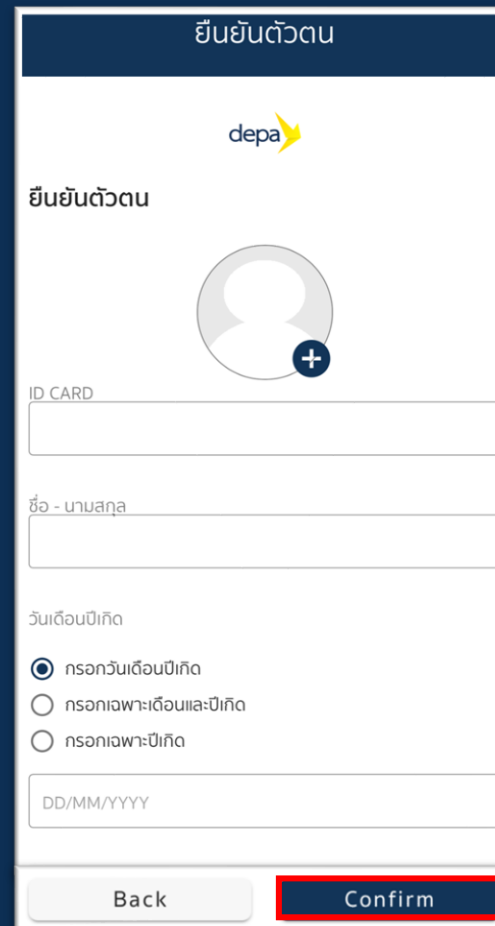 ยืนยันตัวตน
depa
ยืนยันตัวตน
ID CARD
ชื่อ - นามสกุล
วันเดือนปีเกิด
กรอกวันเดือนปีเกิด
กรอกเฉพาะเดือนและปีเกิด
กรอกเฉพาะปีเกิด
DD/MM/YYYY
Back Confirm